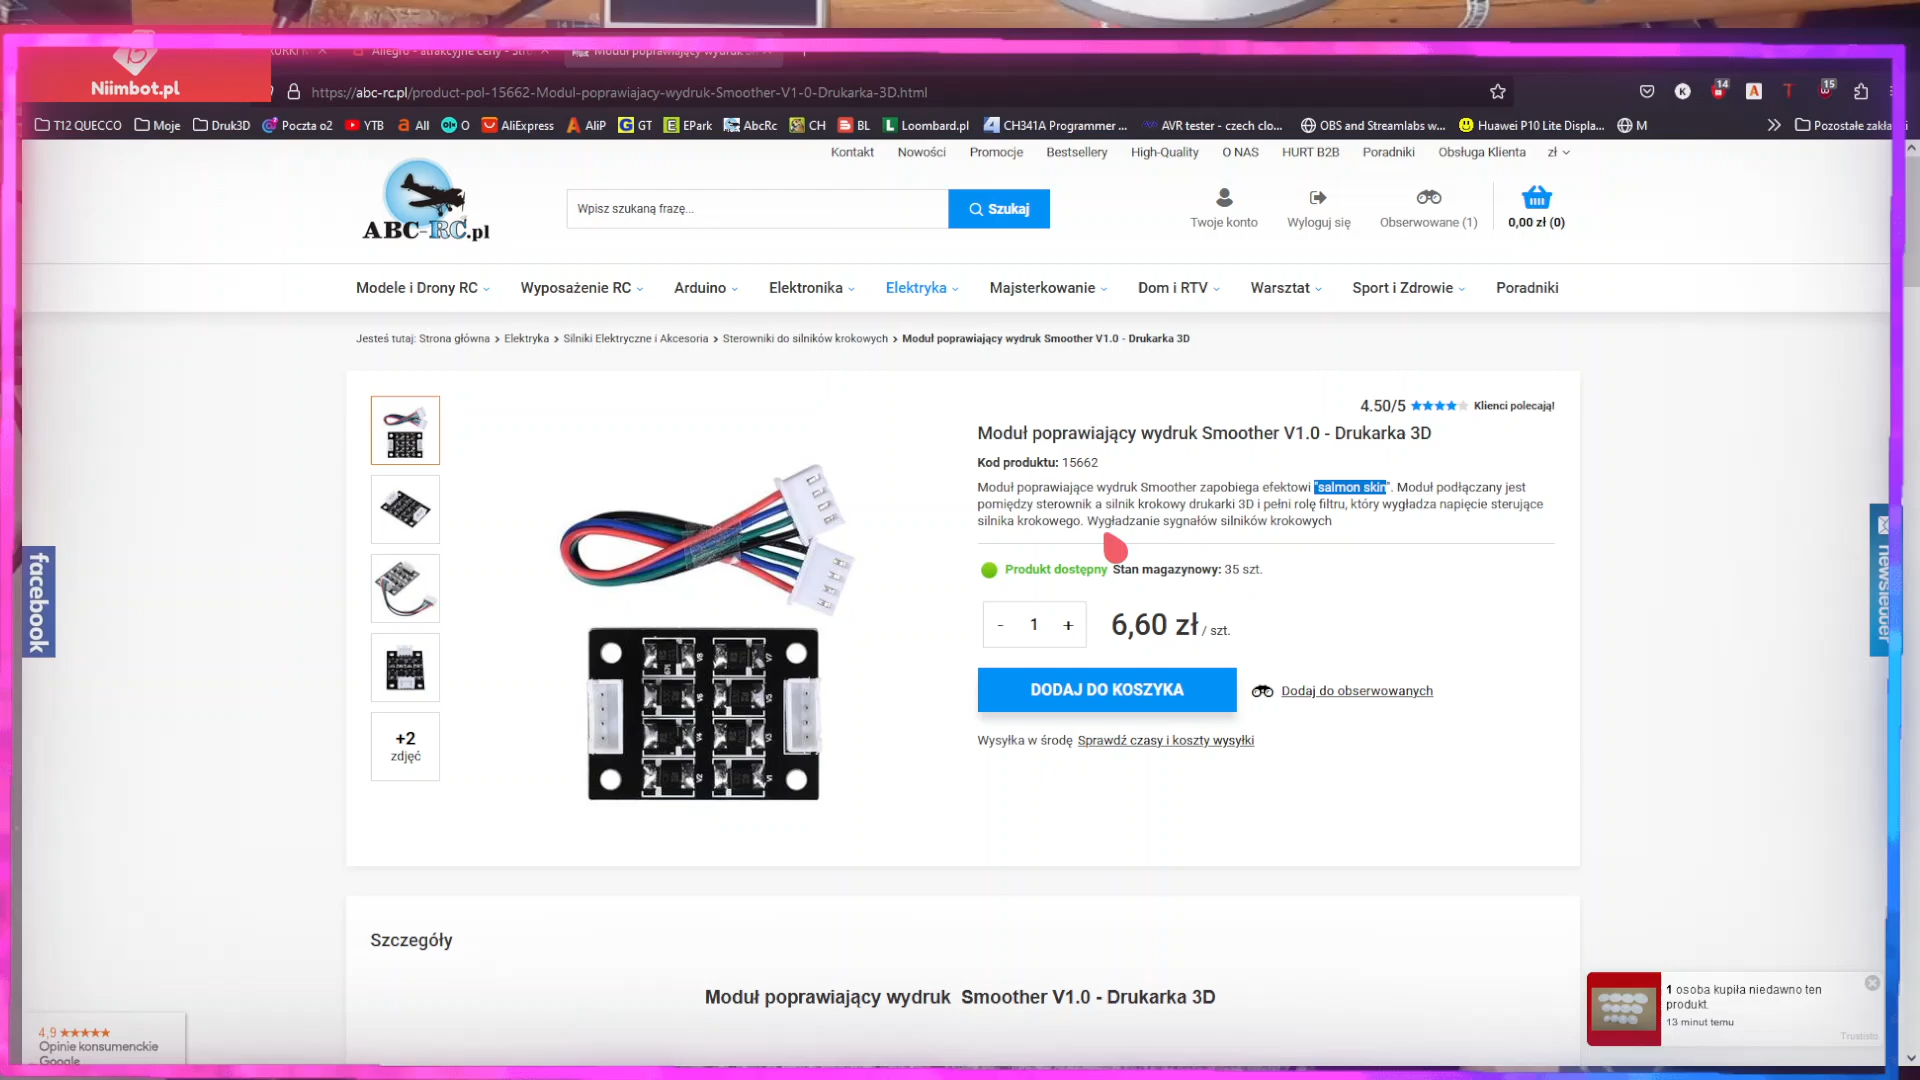 Niimbot.pl
Allegro - atrakcyjne ceny - Str...
Moduł poprawiający wydruk S...
https://abc-rc.pl/product-pol-15662-Modul-poprawiajacy-wydruk-Smoother-V1-0-Drukarka-3D.html
14
15
T12 QUECCO
Moje
Druk3D
Poczta o2
YTB
All
O
AliExpress
AliP
GT
EPark
AbcRc
CH
BL
Loombard.pl
CH341A Programmer ...
AVR tester - czech clo...
OBS and Streamlabs w...
Huawei P10 Lite Displa...
M
Pozostałe zakła
Kontakt
Nowości
Promocje
Bestsellery
High-Quality
O NAS
HURT B2B
Poradniki
Obsługa Klienta
zł
ABC-RC.pl
Wpisz szukaną frazę...
Szukaj
Twoje konto
Wyloguj się
Obserwowane (1)
0,00 zł (0)
Modele i Drony RC
Wyposażenie RC
Arduino
Elektronika
Elektryka
Majsterkowanie
Dom i RTV
Warsztat
Sport i Zdrowie
Poradniki
Jesteś tutaj: Strona główna > Elektryka > Silniki Elektryczne i Akcesoria > Sterowniki do silników krokowych > Moduł poprawiający wydruk Smoother V1.0 - Drukarka 3D
4.50/5
Klienci polecają!
Moduł poprawiający wydruk Smoother V1.0 - Drukarka 3D
Kod produktu: 15662
Moduł poprawiające wydruk Smoother zapobiega efektowi "salmon skin". Moduł podłączany jest
pomiędzy sterownik a silnik krokowy drukarki 3D i pełni rolę filtru, który wygładza napięcie sterujące
silnika krokowego. Wygładzanie sygnałów silników krokowych
Produkt dostępny Stan magazynowy: 35 szt.
- 1 +
6,60 zł / szt.
DODAJ DO KOSZYKA
Dodaj do obserwowanych
Wysyłka w środę Sprawdź czasy i koszty wysyłki
+2
zdjęć
facebook
newsletter
Szczegóły
Moduł poprawiający wydruk Smoother V1.0 - Drukarka 3D
4,9
Opinie konsumenckie
Google
1 osoba kupiła niedawno ten
produkt.
13 minut temu
Trustisto